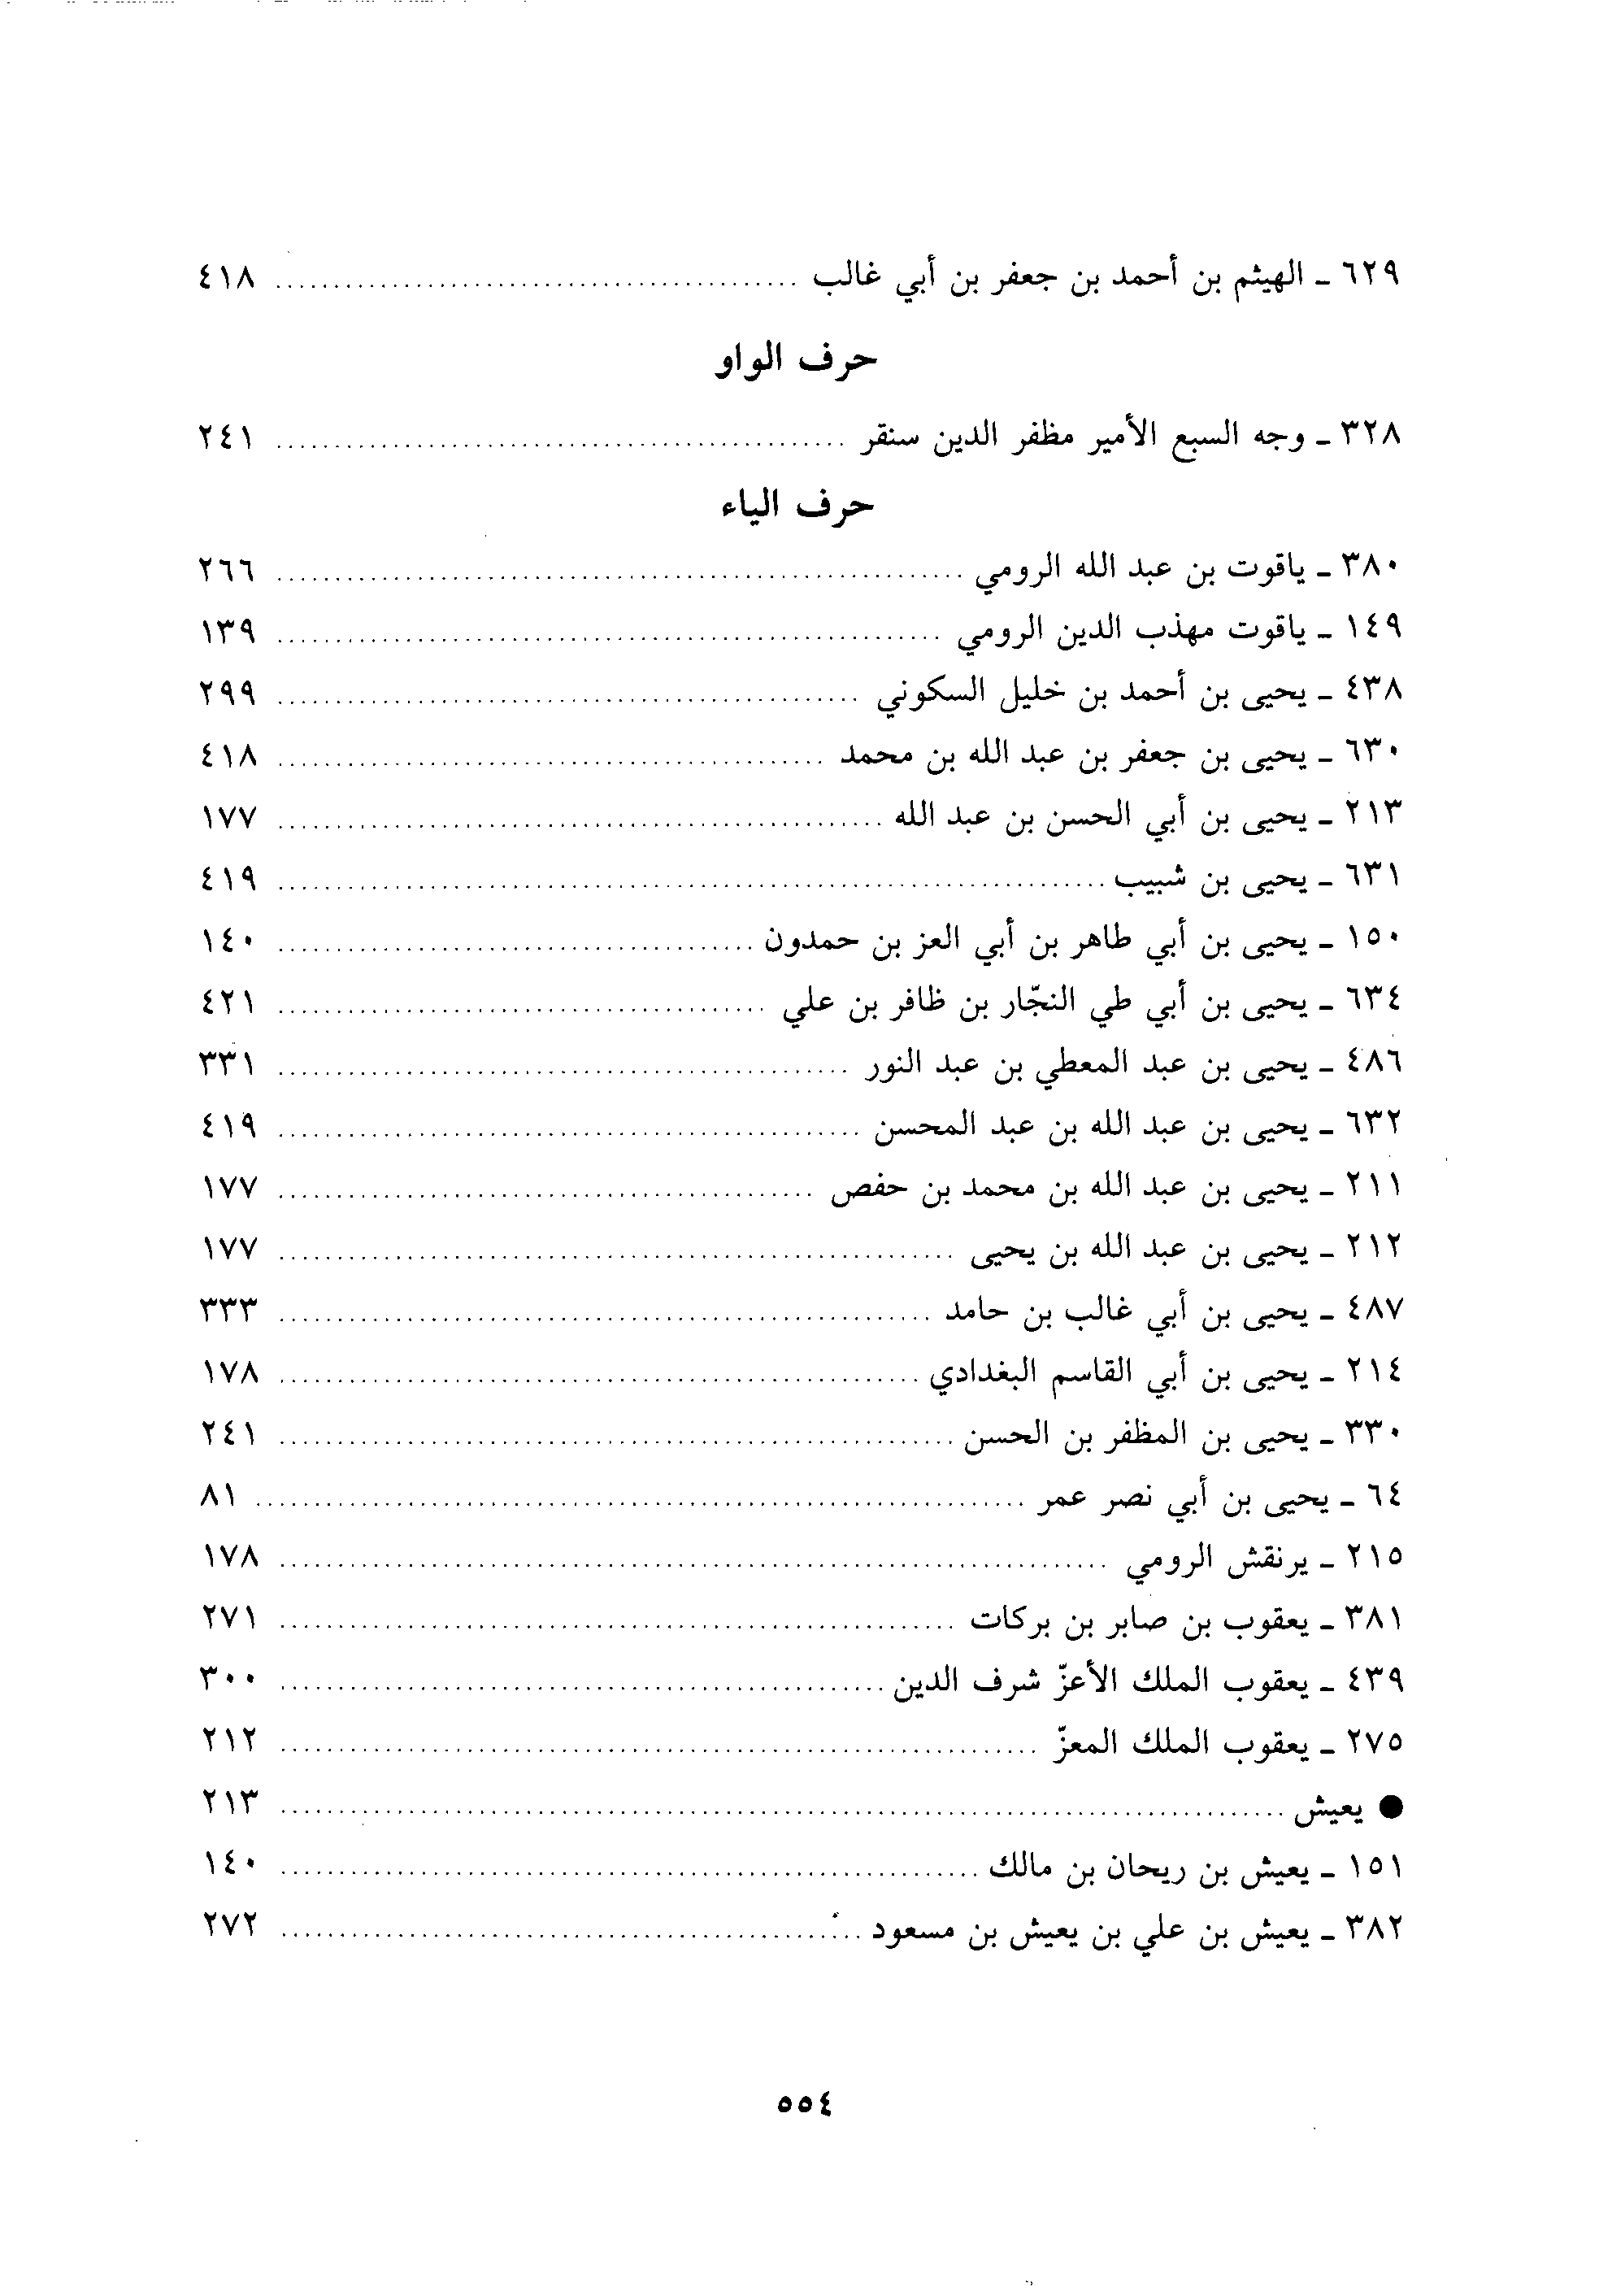 ٦٢٩ ـ الهيثم بن أحمد بن جعفر بن أبي غالب ........ ٤١٨
حرف الواو
٣٢٨ ـ وجه السبع الأمير مظفر الدين سنقر ........ ٢٤١
حرف الياء
٣٨٠ ـ ياقوت بن عبد الله الرومي ........ ٢٦٦
١٤٩ ـ ياقوت مهذب الدين الرومي ........ ١٣٩
٤٣٨ ـ يحيى بن أحمد بن خليل السكوني ........ ٢٩٩
٦٣٠ ـ يحيى بن جعفر بن عبد الله بن محمد ........ ٤١٨
٢١٣ ـ يحيى بن أبي الحسن بن عبد الله ........ ١٧٧
٦٣١ ـ يحيى بن شبيب ........ ٤١٩
١٥٠ ـ يحيى بن أبي طاهر بن أبي العز بن حمدون ........ ١٤٠
٦٣٤ ـ يحيى بن أبي طي النجّار بن ظافر بن علي ........ ٤٢١
٤٨٦ ـ يحيى بن عبد المعطي بن عبد النور ........ ٣٣١
٦٣٢ ـ يحيى بن عبد الله بن عبد المحسن ........ ٤١٩
٢١١ ـ يحيى بن عبد الله بن محمد بن حفص ........ ١٧٧
٢١٢ ـ يحيى بن عبد الله بن يحيى ........ ١٧٧
٤٨٧ ـ يحيى بن أبي غالب بن حامد ........ ٣٣٣
٢١٤ ـ يحيى بن أبي القاسم البغدادي ........ ١٧٨
٣٣٠ ـ يحيى بن المظفر بن الحسن ........ ٢٤١
٦٤ ـ يحيى بن أبي نصر عمر ........ ٨١
٢١٥ ـ يرنقش الرومي ........ ١٧٨
٣٨١ ـ يعقوب بن صابر بن بركات ........ ٢٧١
٤٣٩ ـ يعقوب الملك الأعزّ شرف الدين ........ ٣٠٠
٢٧٥ ـ يعقوب الملك المعزّ ........ ٢١٢
● يعيش ........ ٢١٣
١٥١ ـ يعيش بن ريحان بن مالك ........ ١٤٠
٣٨٢ ـ يعيش بن علي بن يعيش بن مسعود ........ ٢٧٢
٥٥٤